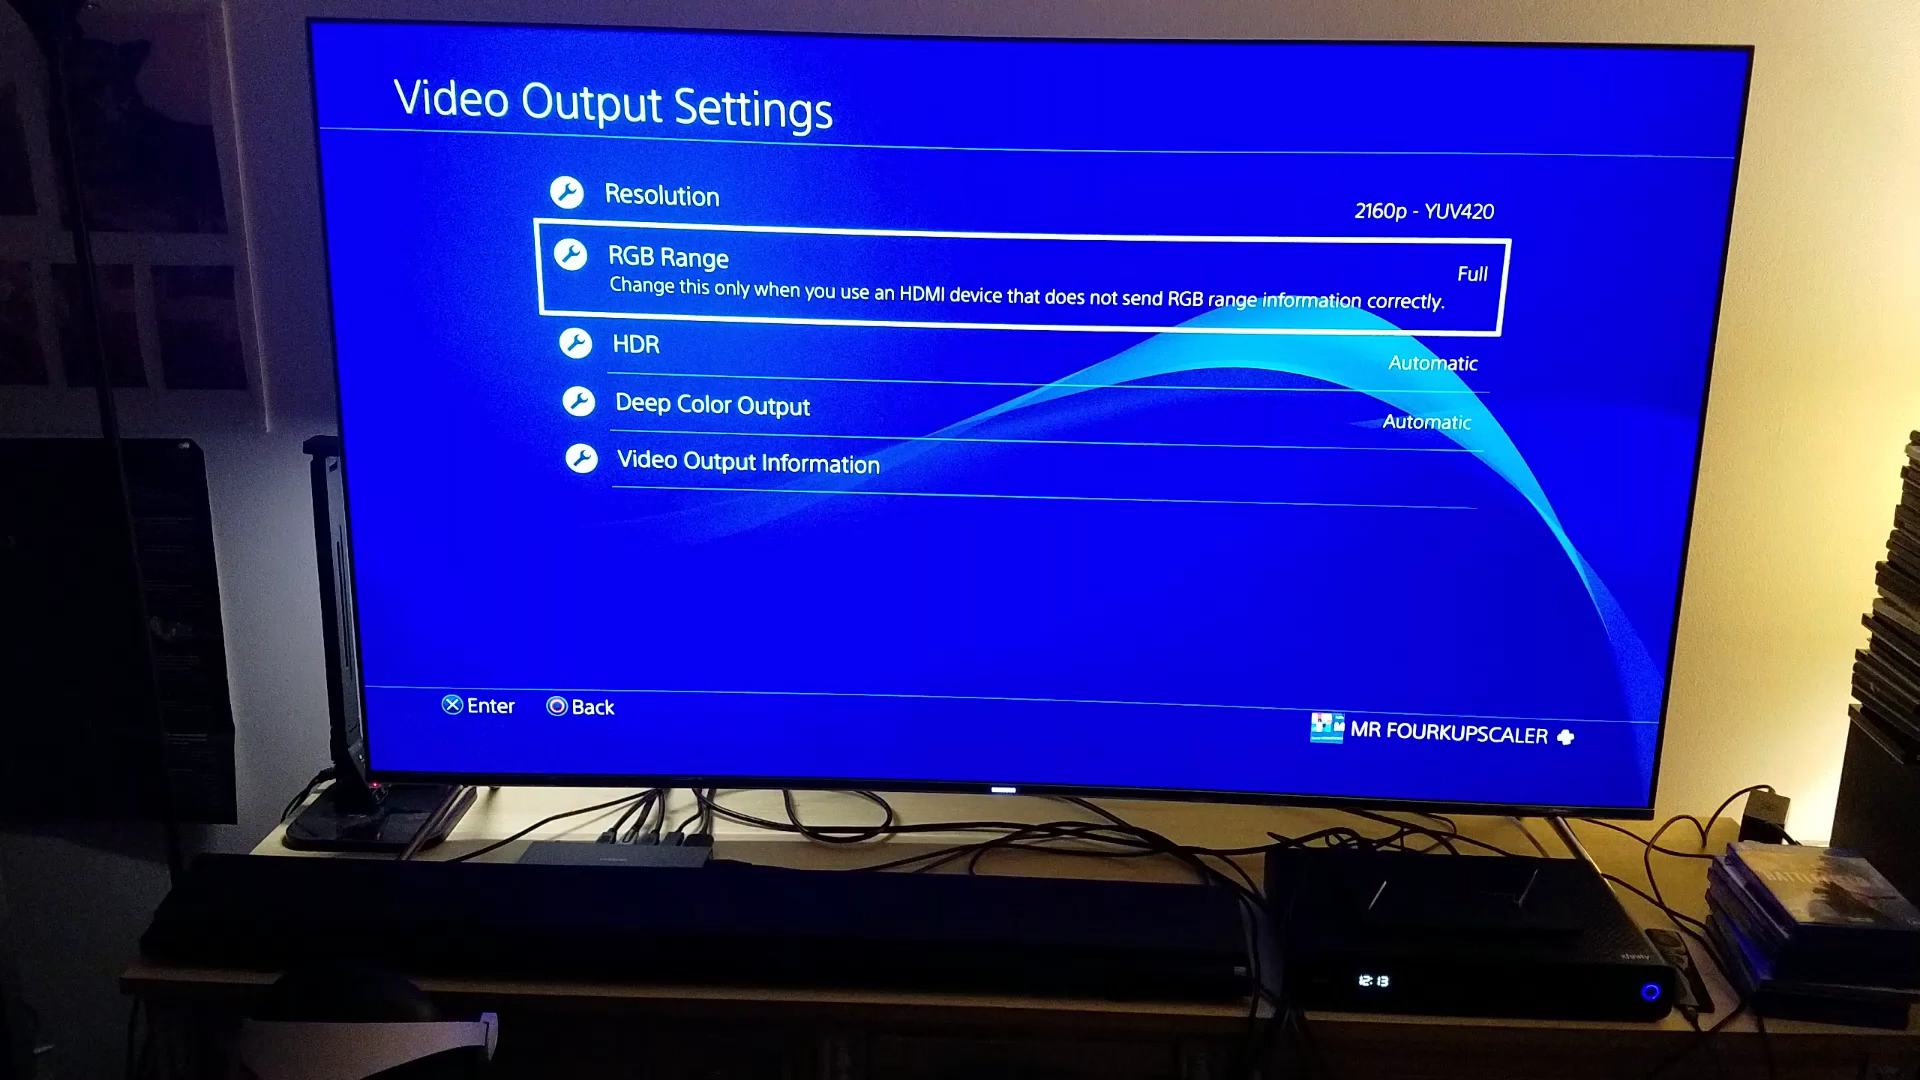 Video Output Settings
Resolution
2160p - YUV420
RGB Range
Full
Change this only when you use an HDMI device that does not send RGB range information correctly.
HDR
Automatic
Deep Color Output
Automatic
Video Output Information
Enter
Back
MR FOURKUPSCALER
xfinity
12:13